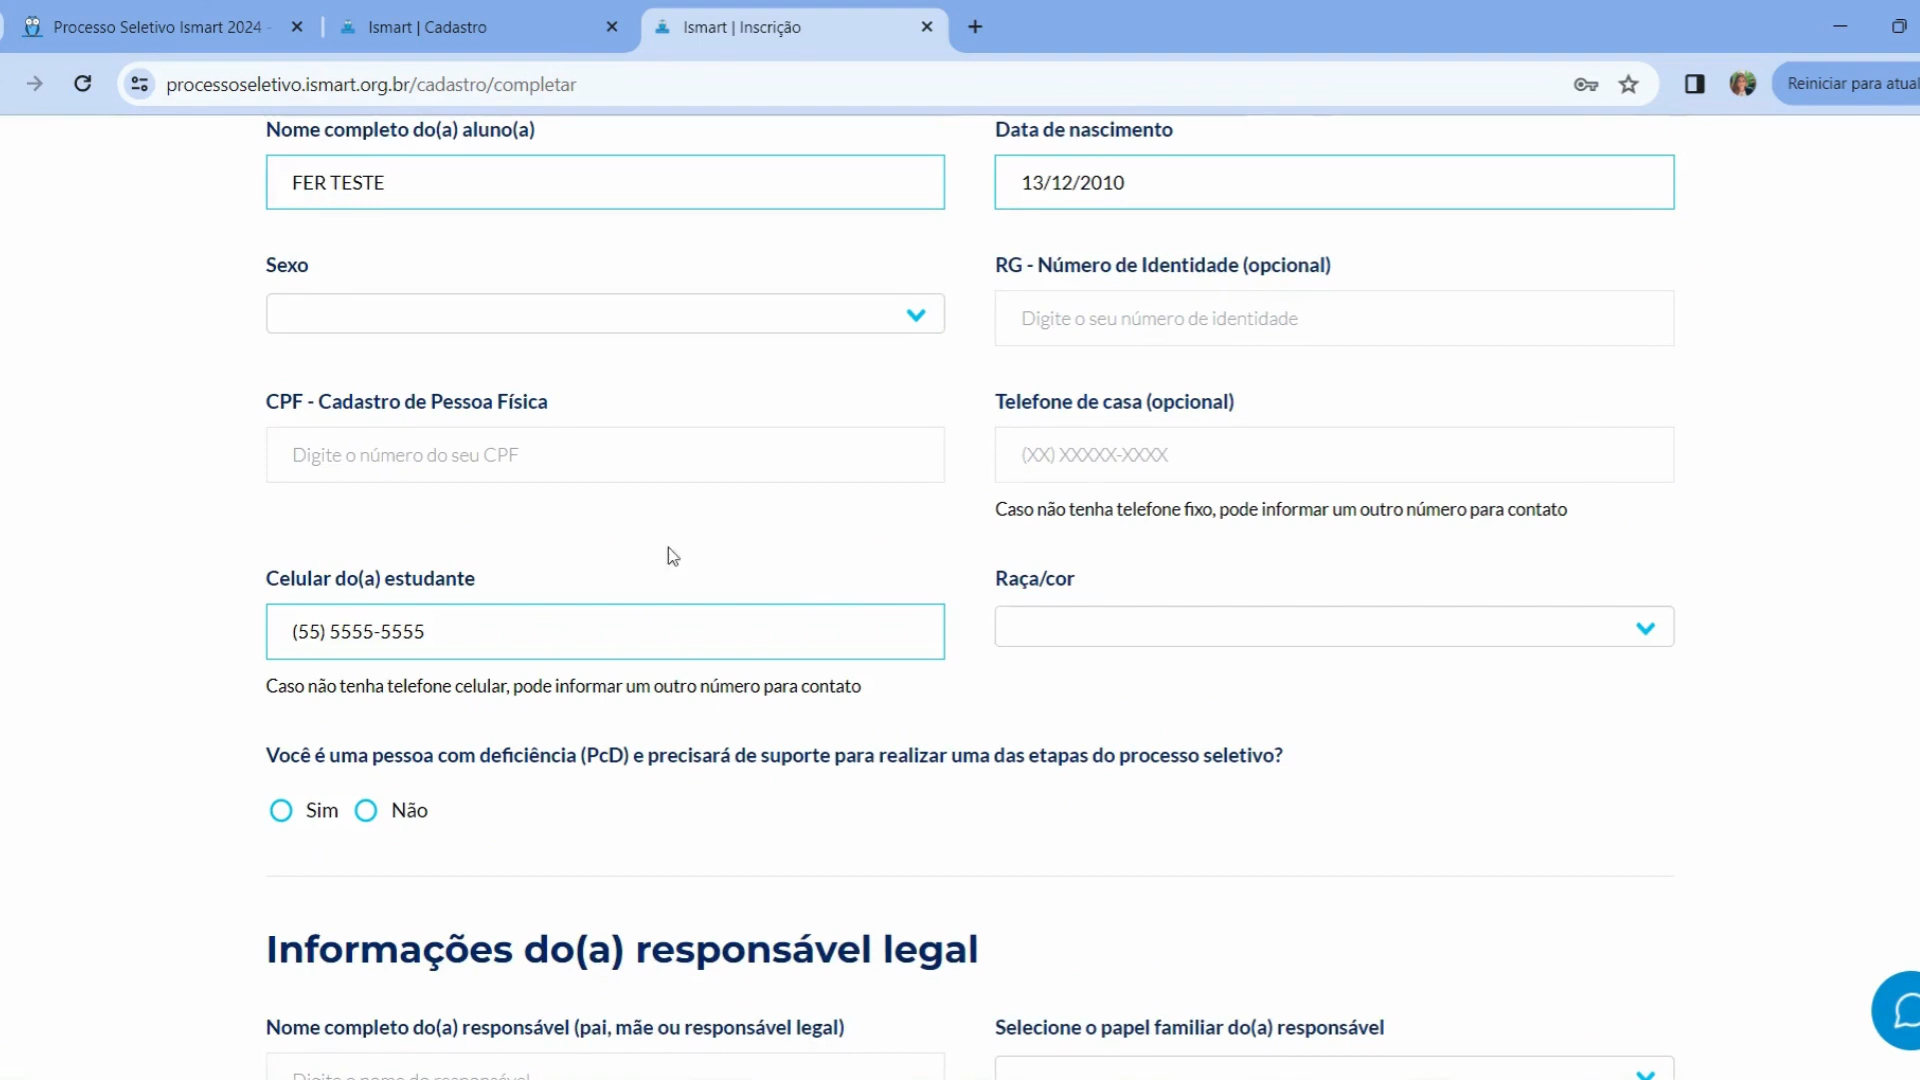 Processo Seletivo Ismart 2024 -
Ismart | Cadastro
Ismart | Inscrição
processoseletivo.ismart.org.br/cadastro/completar
Reiniciar para atual
Nome completo do(a) aluno(a)
Data de nascimento
FER TESTE
13/12/2010
Sexo
RG - Número de Identidade (opcional)
Digite o seu número de identidade
CPF - Cadastro de Pessoa Física
Telefone de casa (opcional)
Digite o número do seu CPF
(XX) XXXXX-XXXX
Caso não tenha telefone fixo, pode informar um outro número para contato
Celular do(a) estudante
Raça/cor
(55) 5555-5555
Caso não tenha telefone celular, pode informar um outro número para contato
Você é uma pessoa com deficiência (PcD) e precisará de suporte para realizar uma das etapas do processo seletivo?
Sim
Não
Informações do(a) responsável legal
Nome completo do(a) responsável (pai, mãe ou responsável legal)
Selecione o papel familiar do(a) responsável
Digite o nome do responsável